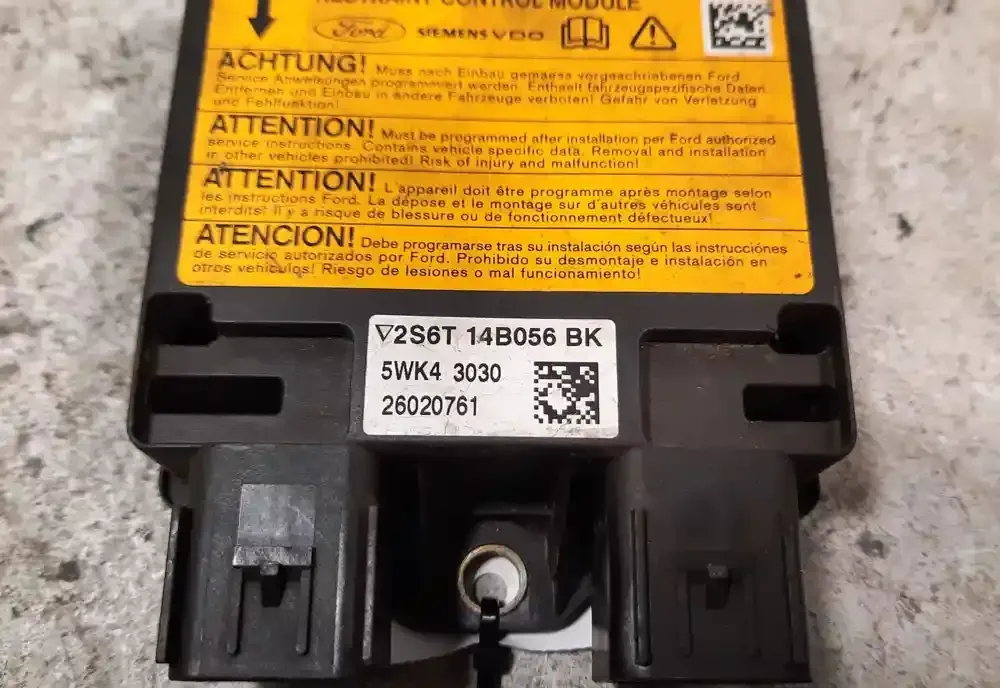 RESTRAINT CONTROL MODULE
Ford SIEMENS VDO
ACHTUNG! Muss nach Einbau gemaess vorgeschriebenen Ford
Service Anweisungen programmiert werden. Enthaelt fahrzeugspezifische Daten.
Entfernen und Einbau in andere Fahrzeuge verboten! Gefahr von Verletzung
und Fehlfunktion!
ATTENTION! Must be programmed after installation per Ford authorized
service instructions. Contains vehicle specific data. Removal and installation
in other vehicles prohibited! Risk of injury and malfunction!
ATTENTION! L'appareil doit être programme après montage selon
les instructions Ford. La dépose et le montage sur d'autres véhicules sont
interdits! Il y a risque de blessure ou de fonctionnement défectueux!
ATENCION! Debe programarse tras su instalación según las instrucciónes
de servicio autorizados por Ford. Prohibido su desmontaje e instalación en
otros vehiculos! Riesgo de lesiones o mal funcionamiento!
▽2S6T 14B056 BK
5WK4 3030
26020761